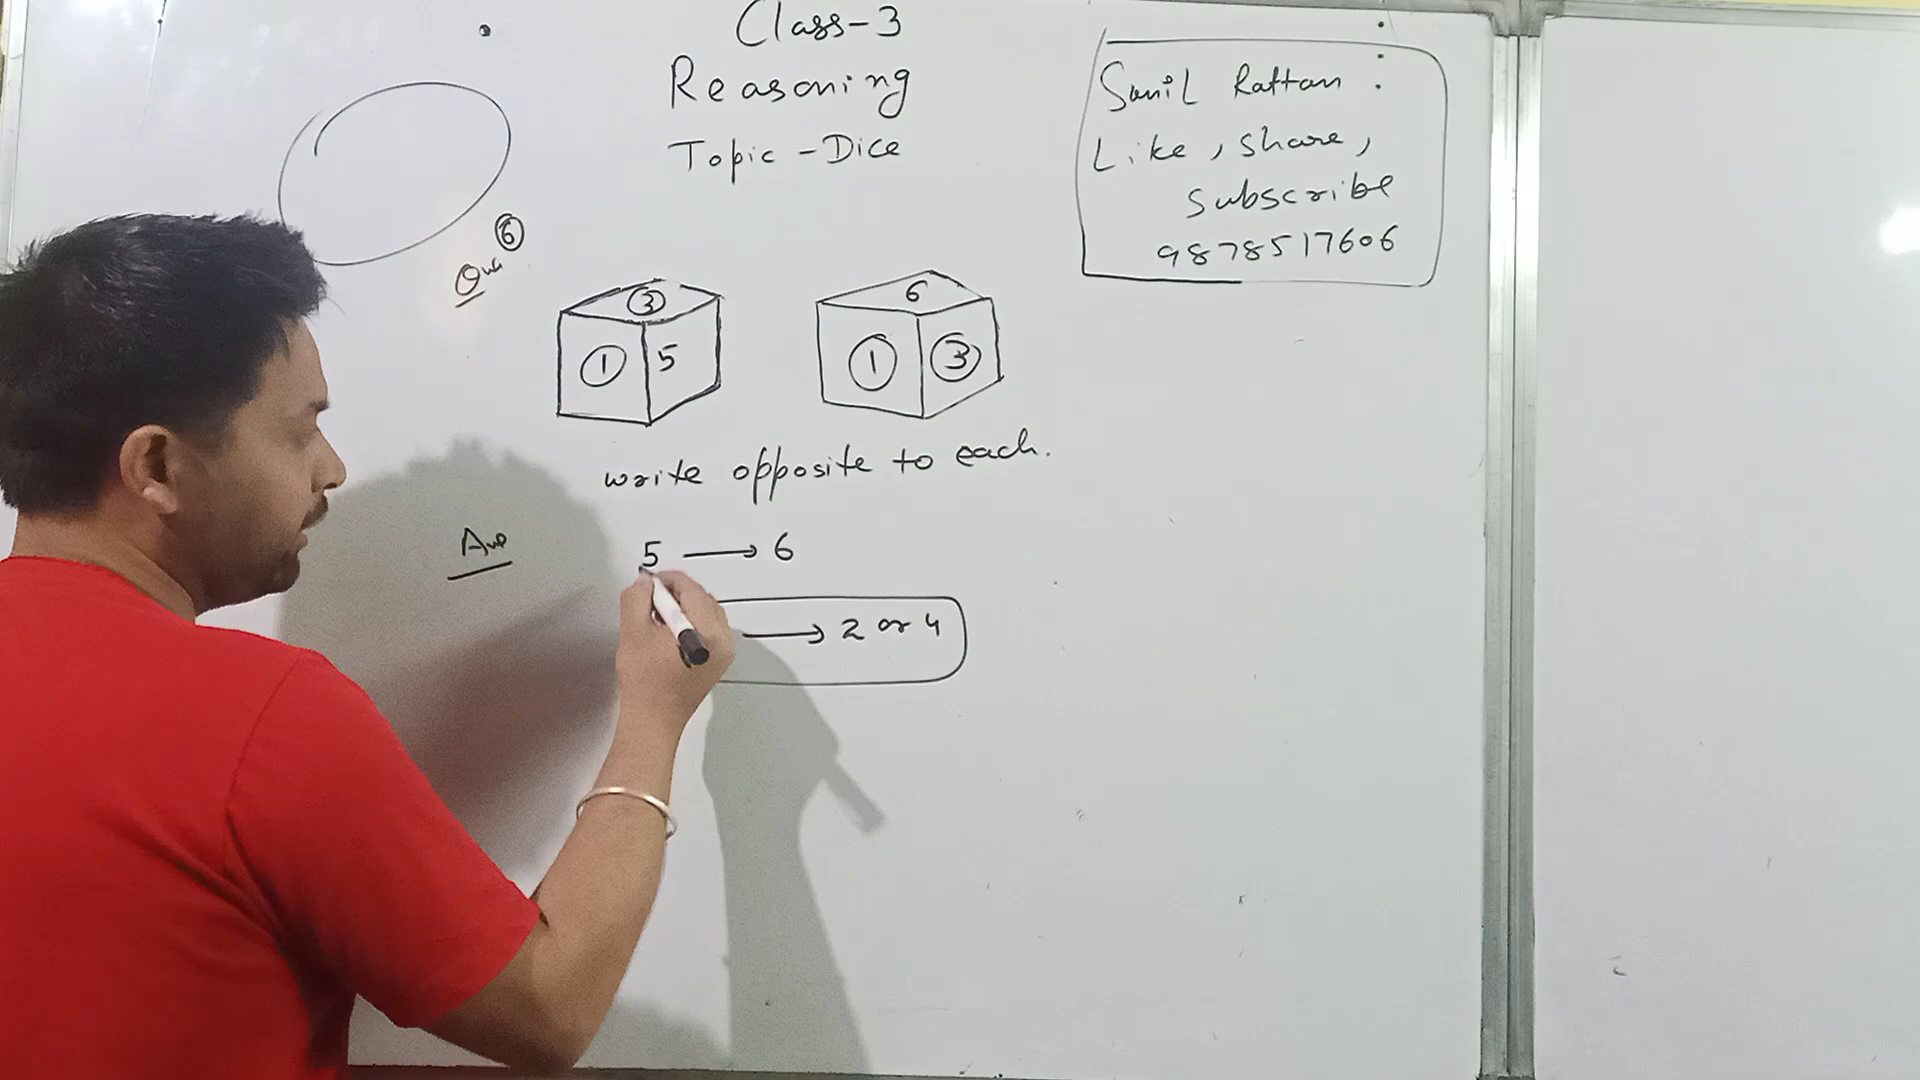 Class-3
Reasoning
Topic-Dice
Sunil Rattan :
Like, share,
subscribe
9878517606
Que 6
3
1 5
6
1 3
write opposite to each.
Ans
5 → 6
→ 2 or 4